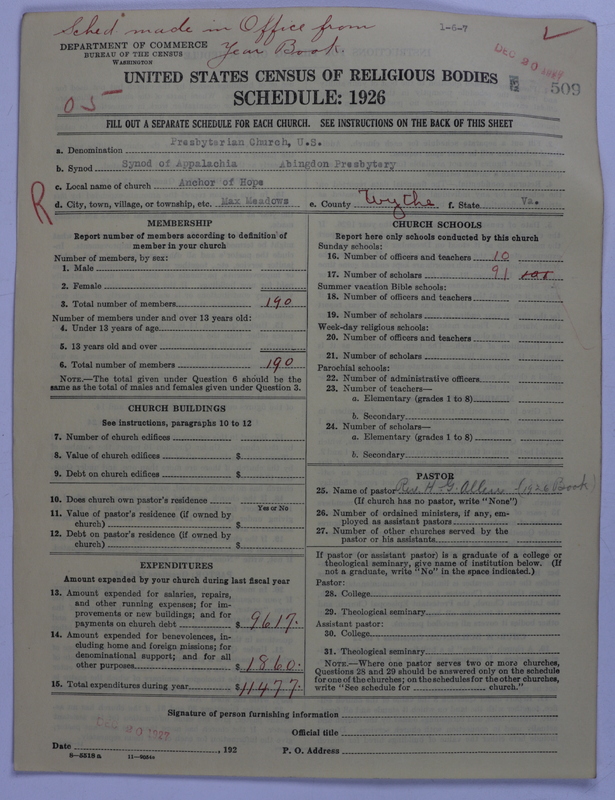 Sched made in Office from
Year Book.
1-6-7
DEPARTMENT OF COMMERCE
BUREAU OF THE CENSUS
WASHINGTON
DEC 20 1927
UNITED STATES CENSUS OF RELIGIOUS BODIES
509
SCHEDULE: 1926
05
FILL OUT A SEPARATE SCHEDULE FOR EACH CHURCH. SEE INSTRUCTIONS ON THE BACK OF THIS SHEET
a. Denomination Presbyterian Church, U.S.
b. Synod Synod of Appalachia Abingdon Presbytery
c. Local name of church Anchor of Hope
R
d. City, town, village, or township, etc. Max Meadows e. County Wythe f. State Va.
MEMBERSHIP
Report number of members according to definition of
member in your church
Number of members, by sex:
1. Male
2. Female
3. Total number of members 190
Number of members under and over 13 years old:
4. Under 13 years of age
5. 13 years old and over
6. Total number of members 190
NOTE.—The total given under Question 6 should be the
same as the total of males and females given under Question 3.
CHURCH BUILDINGS
See instructions, paragraphs 10 to 12
7. Number of church edifices
8. Value of church edifices $
9. Debt on church edifices $
10. Does church own pastor's residence
Yes or No
11. Value of pastor's residence (if owned by
church) $
12. Debt on pastor's residence (if owned by
church) $
EXPENDITURES
Amount expended by your church during last fiscal year
13. Amount expended for salaries, repairs,
and other running expenses; for im-
provements or new buildings; and for
payments on church debt $ 9617.
14. Amount expended for benevolences, in-
cluding home and foreign missions; for
denominational support; and for all
other purposes $ 1860.
15. Total expenditures during year $ 11477.
CHURCH SCHOOLS
Report here only schools conducted by this church
Sunday schools:
16. Number of officers and teachers 10
17. Number of scholars 91 101
Summer vacation Bible schools:
18. Number of officers and teachers
19. Number of scholars
Week-day religious schools:
20. Number of officers and teachers
21. Number of scholars
Parochial schools:
22. Number of administrative officers
23. Number of teachers—
a. Elementary (grades 1 to 8)
b. Secondary
24. Number of scholars—
a. Elementary (grades 1 to 8)
b. Secondary
PASTOR
25. Name of pastor Rev. H. G. Allen (1926 Book)
(If church has no pastor, write "None")
26. Number of ordained ministers, if any, em-
ployed as assistant pastors
27. Number of other churches served by the
pastor or his assistants
If pastor (or assistant pastor) is a graduate of a college or
theological seminary, give name of institution below. (If
not a graduate, write "No" in the space indicated.)
Pastor:
28. College
29. Theological seminary
Assistant pastor:
30. College
31. Theological seminary
NOTE.—Where one pastor serves two or more churches,
Questions 28 and 29 should be answered only on the schedule
for one of the churches; on the schedules for the other churches,
write "See schedule for church."
Signature of person furnishing information
DEC 20 1927
Official title
Date , 192 P. O. Address
8—5518 a